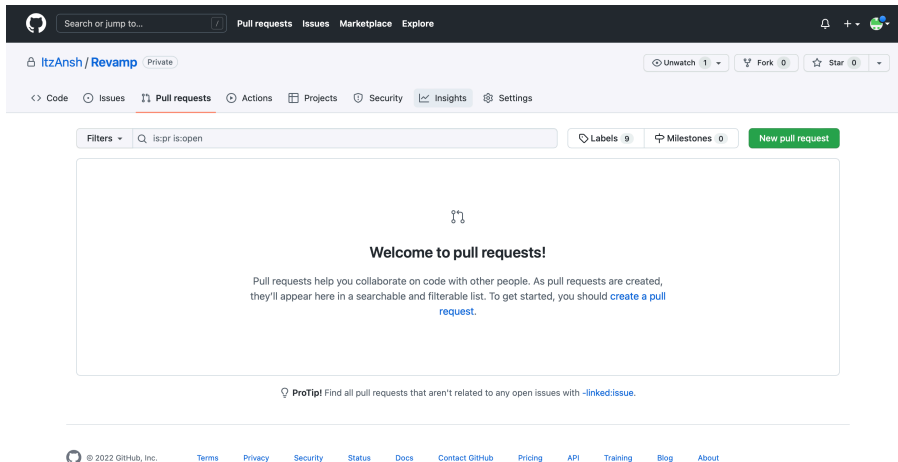 Search or jump to... /
Pull requests Issues Marketplace Explore
ItzAnsh / Revamp Private
Unwatch 1 Fork 0 Star 0
Code Issues Pull requests Actions Projects Security Insights Settings
Filters is:pr is:open Labels 9 Milestones 0 New pull request
Welcome to pull requests!
Pull requests help you collaborate on code with other people. As pull requests are created,
they'll appear here in a searchable and filterable list. To get started, you should create a pull
request.
ProTip! Find all pull requests that aren't related to any open issues with -linked:issue.
© 2022 GitHub, Inc. Terms Privacy Security Status Docs Contact GitHub Pricing API Training Blog About